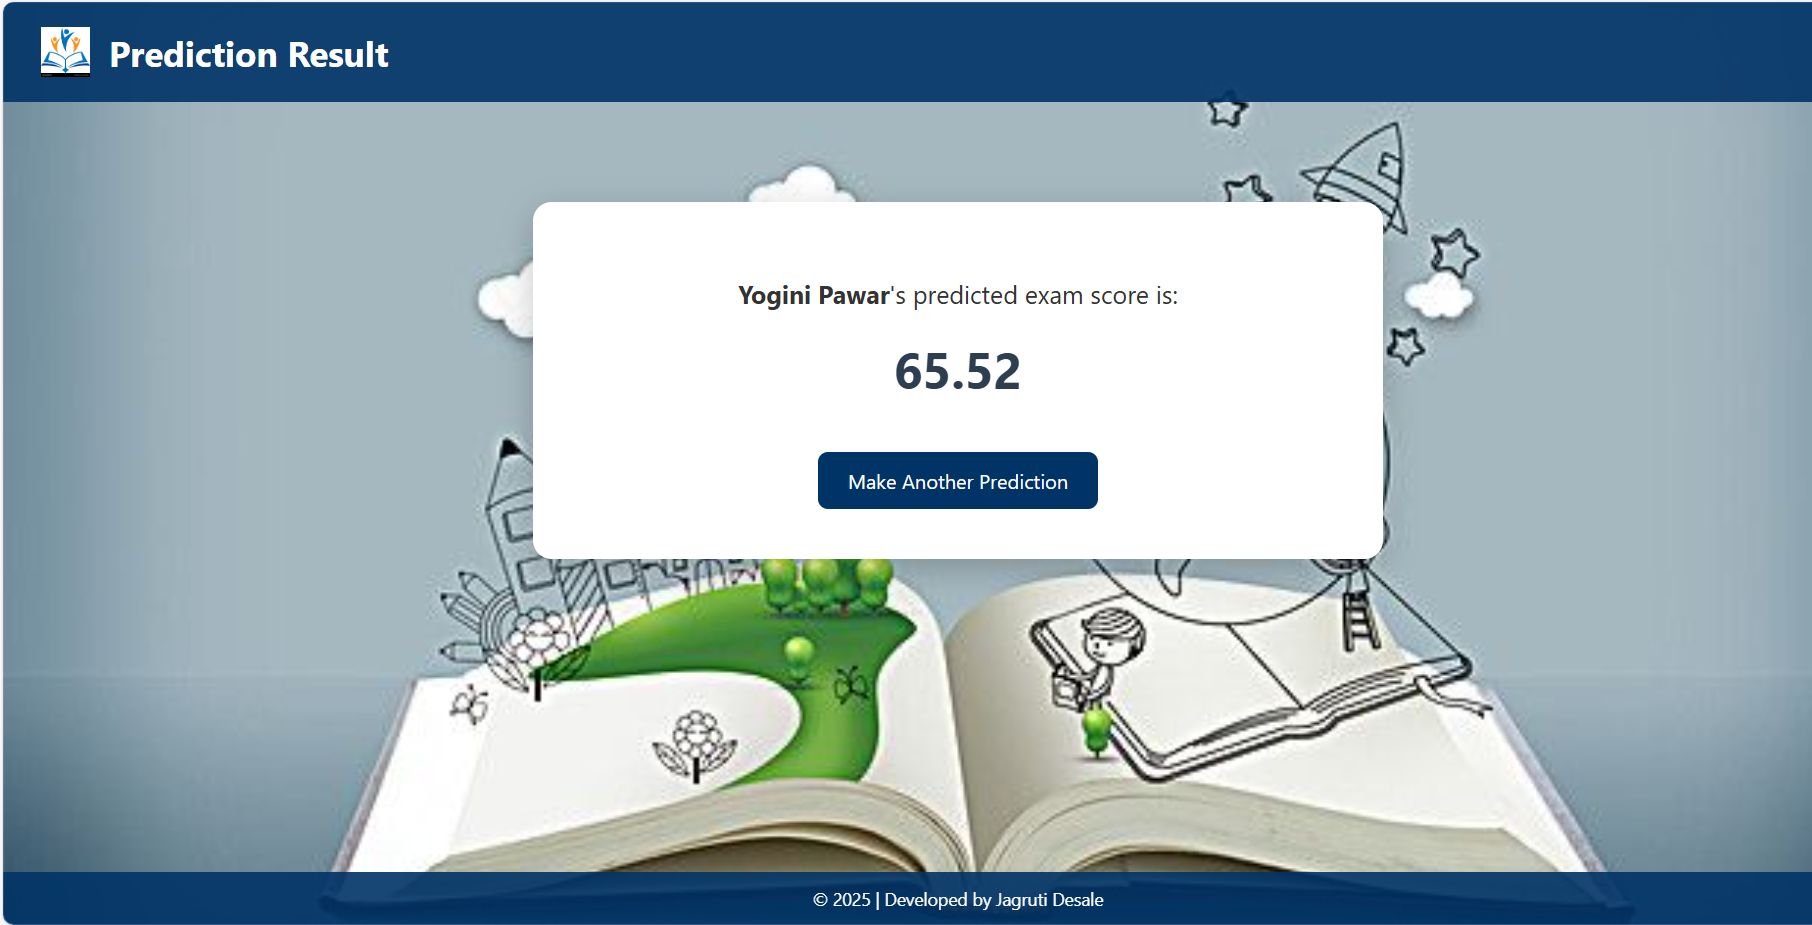 Prediction Result
Yogini Pawar's predicted exam score is:
65.52
Make Another Prediction
© 2025 | Developed by Jagruti Desale